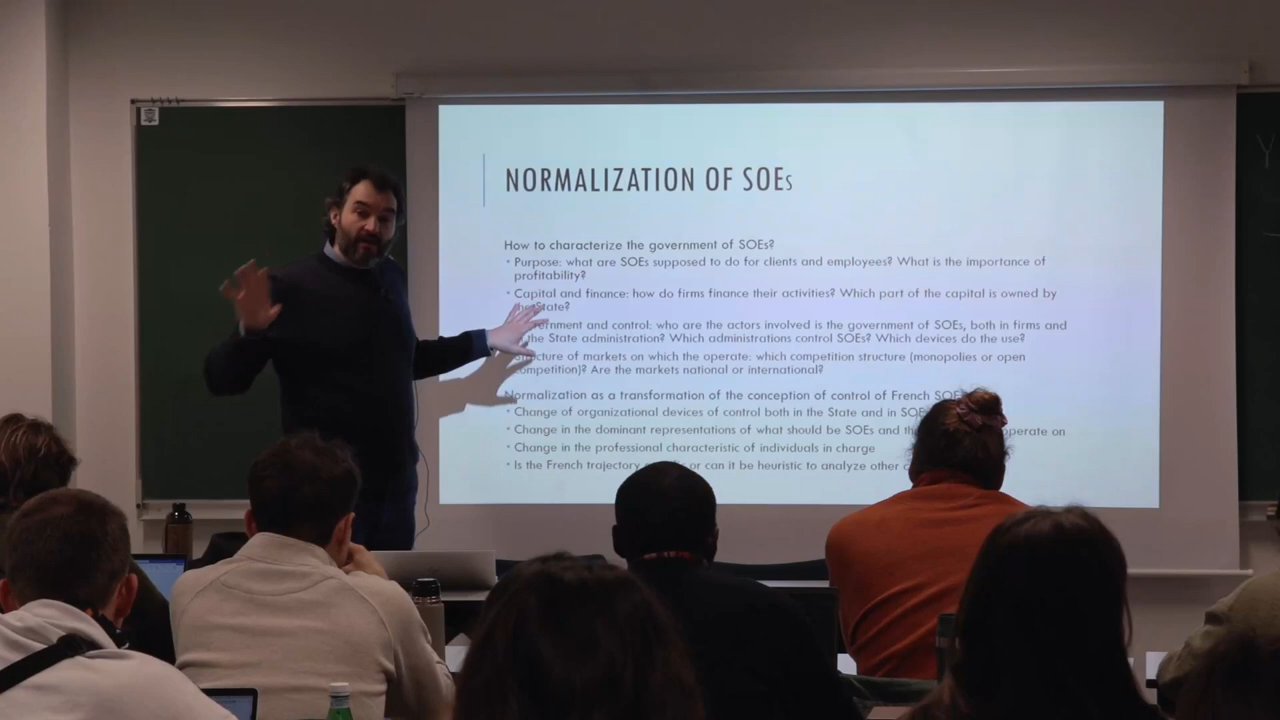 NORMALIZATION OF SOEs
How to characterize the government of SOEs?
• Purpose: what are SOEs supposed to do for clients and employees? What is the importance of
profitability?
• Capital and finance: how do firms finance their activities? Which part of the capital is owned by
the State?
ernment and control: who are the actors involved is the government of SOEs, both in firms and
the State administration? Which administrations control SOEs? Which devices do the use?
Structure of markets on which the operate: which competition structure (monopolies or open
competition)? Are the markets national or international?
Normalization as a transformation of the conception of control of French SOE
• Change of organizational devices of control both in the State and in SOE
• Change in the dominant representations of what should be SOEs and operate on
• Change in the professional characteristic of individuals in charge
• Is the French trajectory or can it be heuristic to analyze other